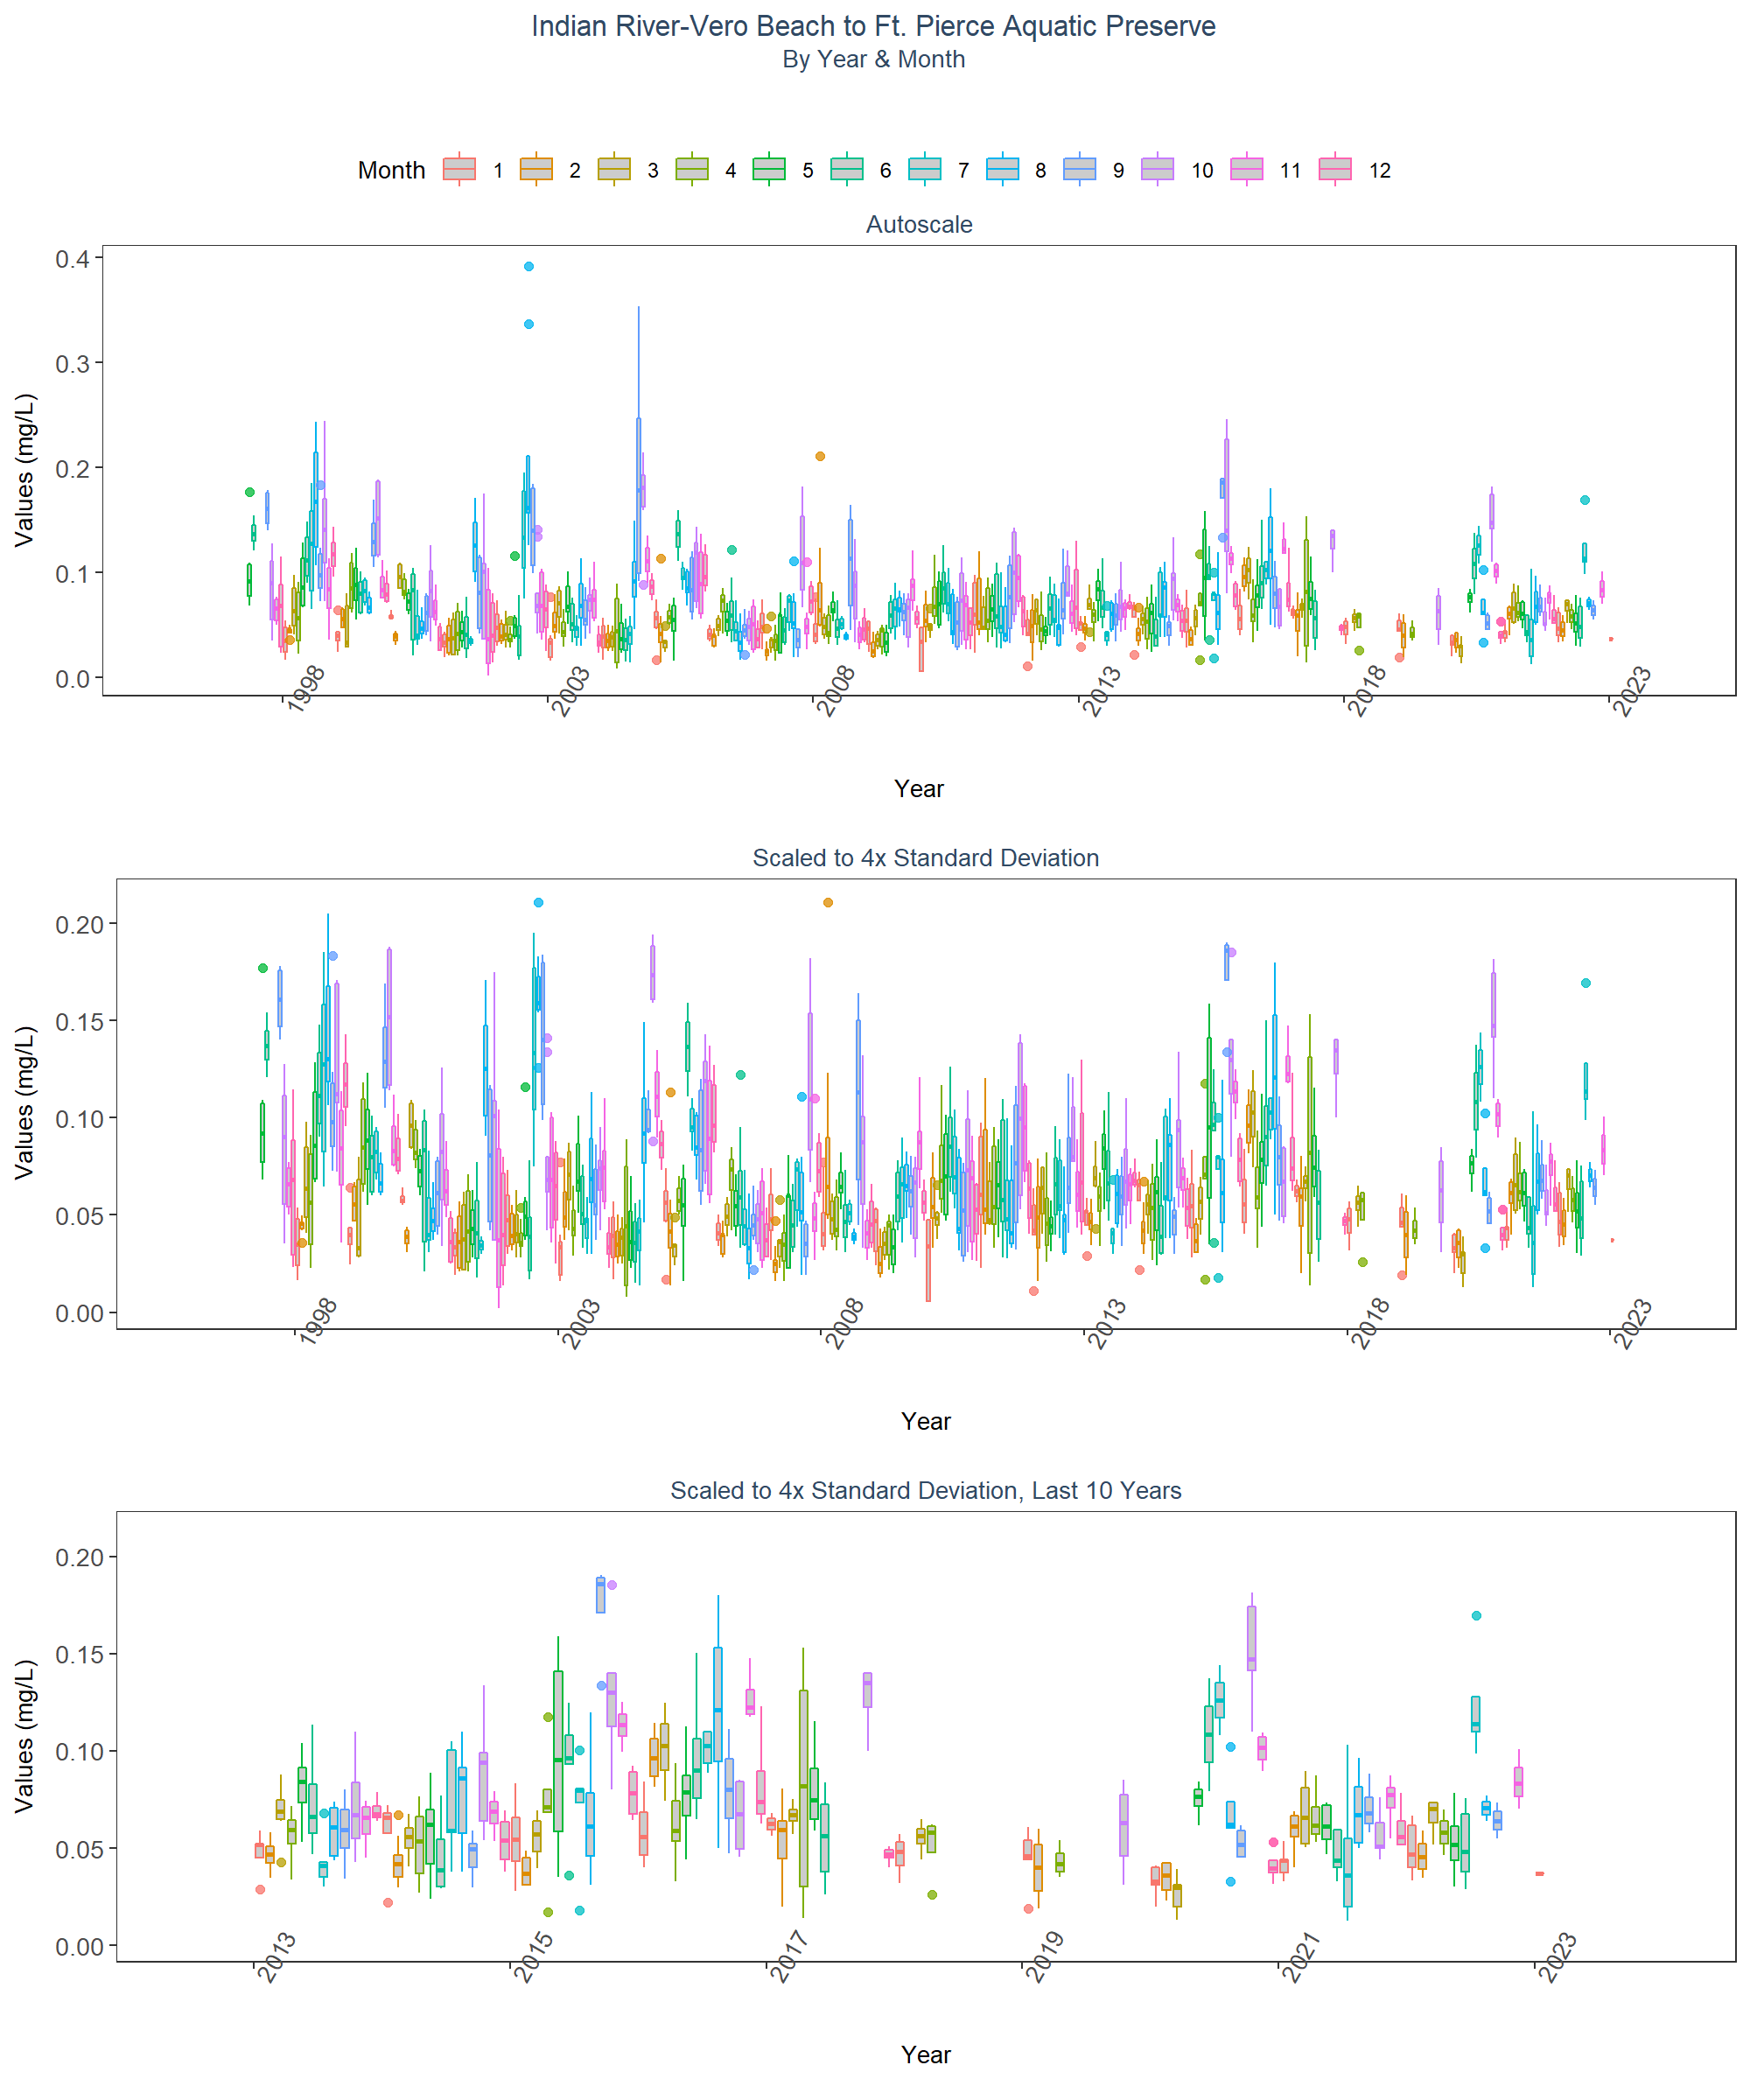 Indian River-Vero Beach to Ft. Pierce Aquatic Preserve
By Year & Month
Month 1 2 3 4 5 6 7 8 9 10 11 12
Autoscale
Values (mg/L)
0.4
0.3
0.2
0.1
0.0
1998 2003 2008 2013 2018 2023
Year
Scaled to 4x Standard Deviation
Values (mg/L)
0.20
0.15
0.10
0.05
0.00
1998 2003 2008 2013 2018 2023
Year
Scaled to 4x Standard Deviation, Last 10 Years
Values (mg/L)
0.20
0.15
0.10
0.05
0.00
2013 2015 2017 2019 2021 2023
Year